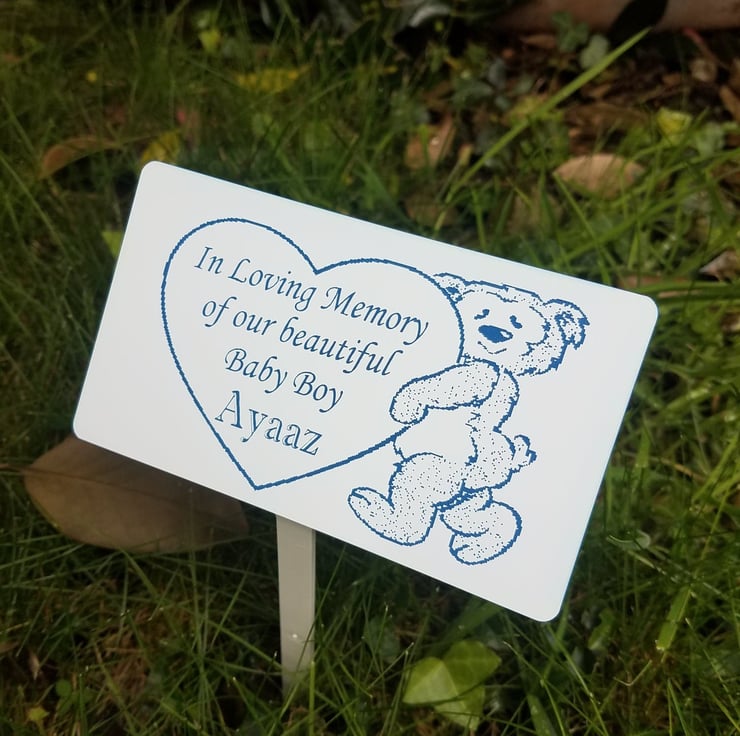 In Loving Memory
of our beautiful
Baby Boy
Ayaaz